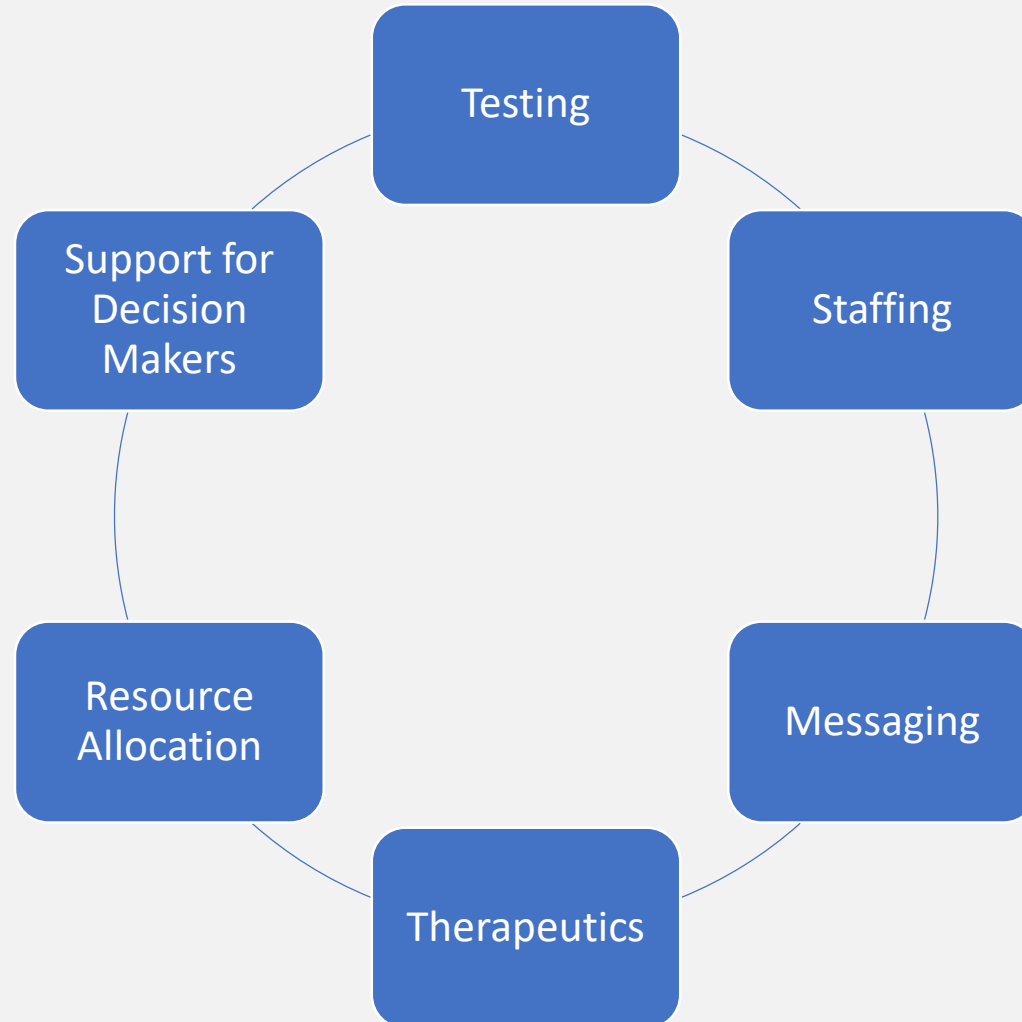 Testing
Staffing
Messaging
Therapeutics
Resource
Allocation
Support for
Decision
Makers